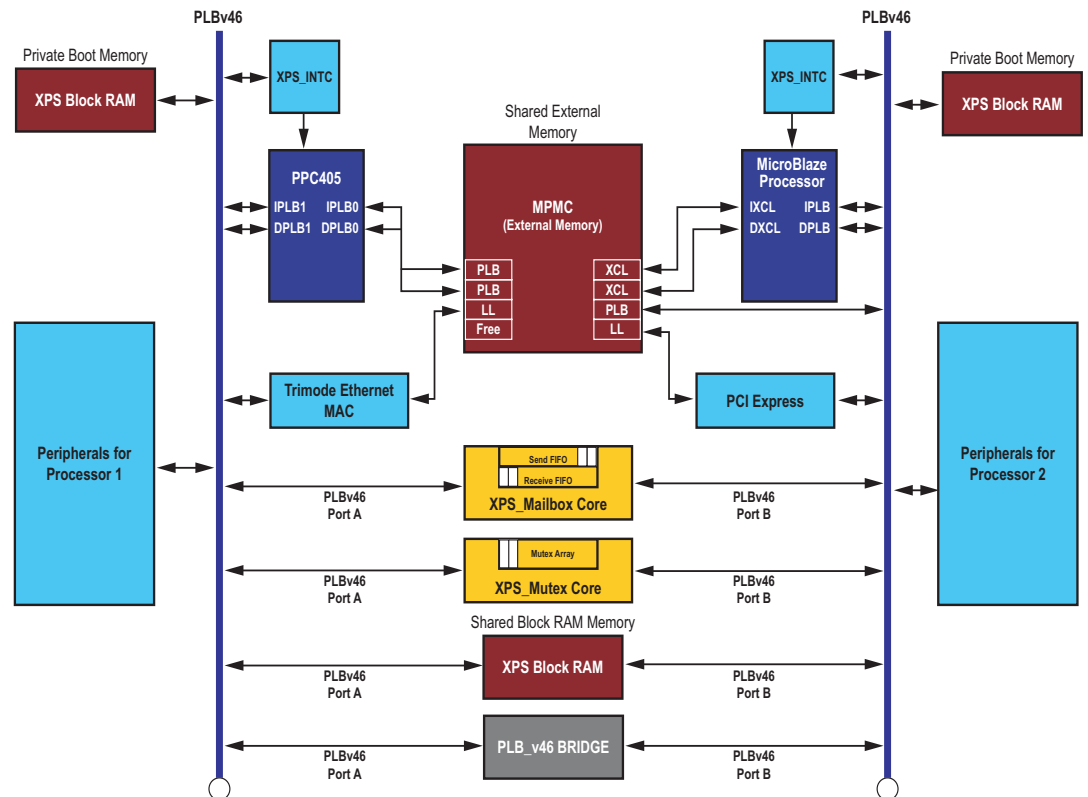 PLBv46
PLBv46
Private Boot Memory
XPS Block RAM
XPS_INTC
XPS_INTC
Private Boot Memory
XPS Block RAM
Shared External
Memory
PPC405
IPLB1 IPLB0
DPLB1 DPLB0
MPMC
(External Memory)
PLB
PLB
LL
Free
XCL
XCL
PLB
LL
MicroBlaze
Processor
IXCL IPLB
DXCL DPLB
Trimode Ethernet
MAC
PCI Express
Peripherals for
Processor 1
Peripherals for
Processor 2
Send FIFO
Receive FIFO
XPS_Mailbox Core
PLBv46
Port A
PLBv46
Port B
Mutex Array
XPS_Mutex Core
PLBv46
Port A
PLBv46
Port B
Shared Block RAM Memory
XPS Block RAM
PLBv46
Port A
PLBv46
Port B
PLB_v46 BRIDGE
PLBv46
Port A
PLBv46
Port B